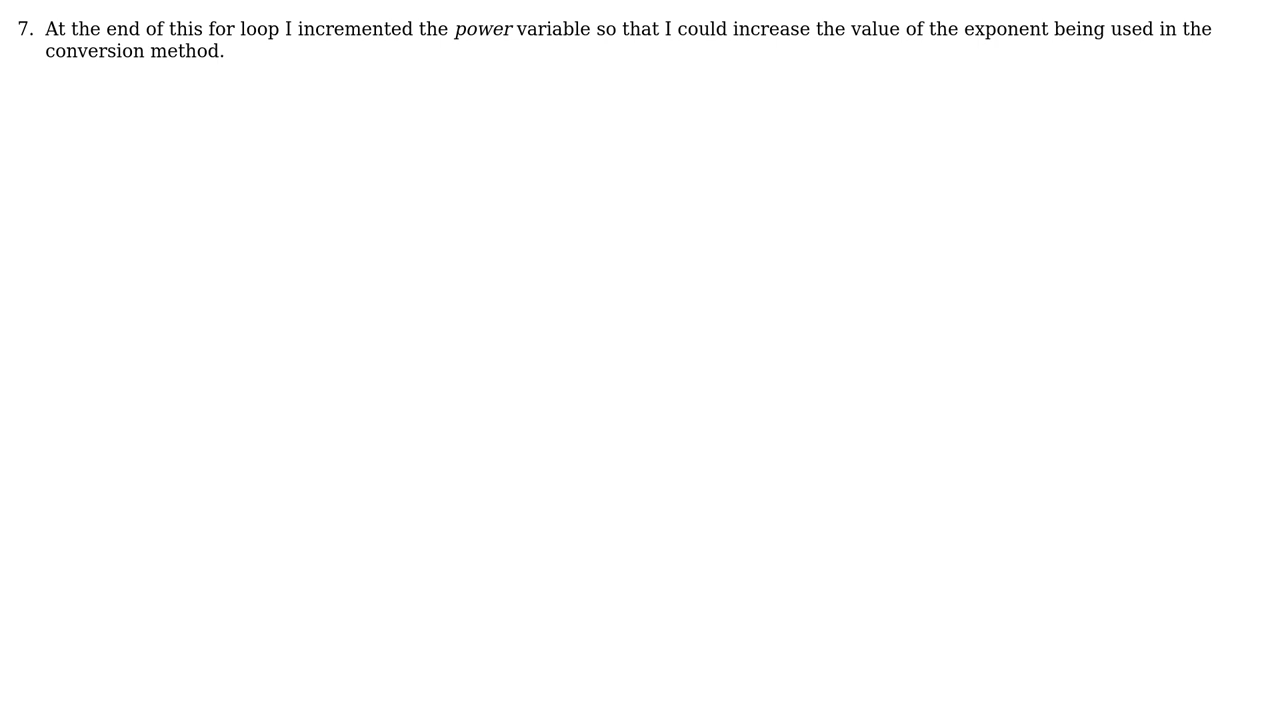 7. At the end of this for loop I incremented the power variable so that I could increase the value of the exponent being used in the
conversion method.